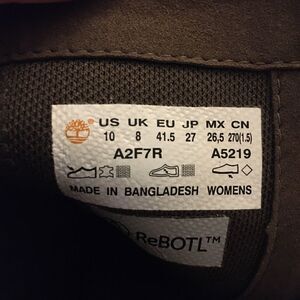 US UK EU JP MX CN
10 8 41.5 27 26,5 270(1.5)
A2F7R A5219
MADE IN BANGLADESH WOMENS
ReBOTL™